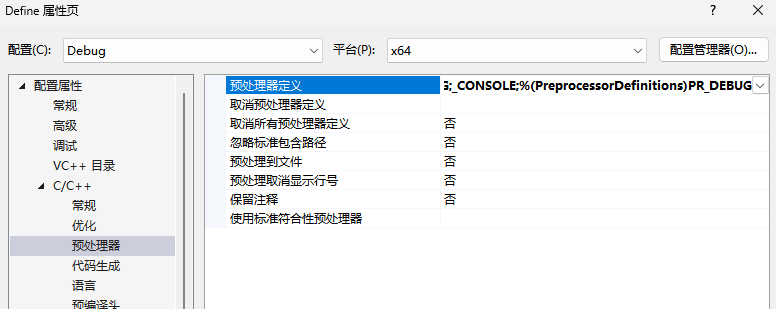 Define 属性页
? ×
配置(C): Debug 平台(P): x64 配置管理器(O)...
配置属性
常规
高级
调试
VC++ 目录
C/C++
常规
优化
预处理器
代码生成
语言
预编译头
预处理器定义 G;_CONSOLE;%(PreprocessorDefinitions)PR_DEBUG
取消预处理器定义
取消所有预处理器定义 否
忽略标准包含路径 否
预处理到文件 否
预处理取消显示行号 否
保留注释 否
使用标准符合性预处理器